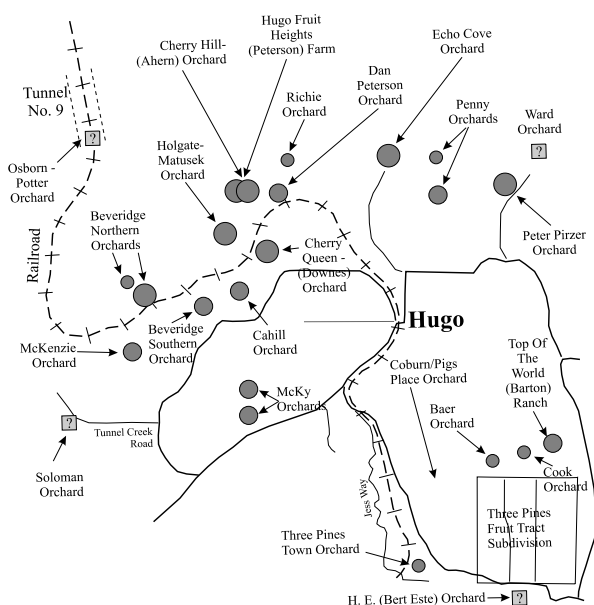 Hugo Fruit
Heights
(Peterson) Farm
Cherry Hill-
(Ahern) Orchard
Echo Cove
Orchard
Dan
Peterson
Orchard
Richie
Orchard
Penny
Orchards
Ward
Orchard
?
Tunnel
No. 9
?
Osborn -
Potter
Orchard
Holgate-
Matusek
Orchard
Beveridge
Northern
Orchards
Railroad
Peter Pirzer
Orchard
Cherry
Queen -
(Downes)
Orchard
Hugo
McKenzie
Orchard
Beveridge
Southern
Orchard
Cahill
Orchard
Top Of
The
World
(Barton)
Ranch
Coburn/Pigs
Place Orchard
McKy
Orchards
Baer
Orchard
?
Tunnel Creek
Road
Soloman
Orchard
Cook
Orchard
Jess Way
Three Pines
Fruit Tract
Subdivision
Three Pines
Town Orchard
H. E. (Bert Este) Orchard
?